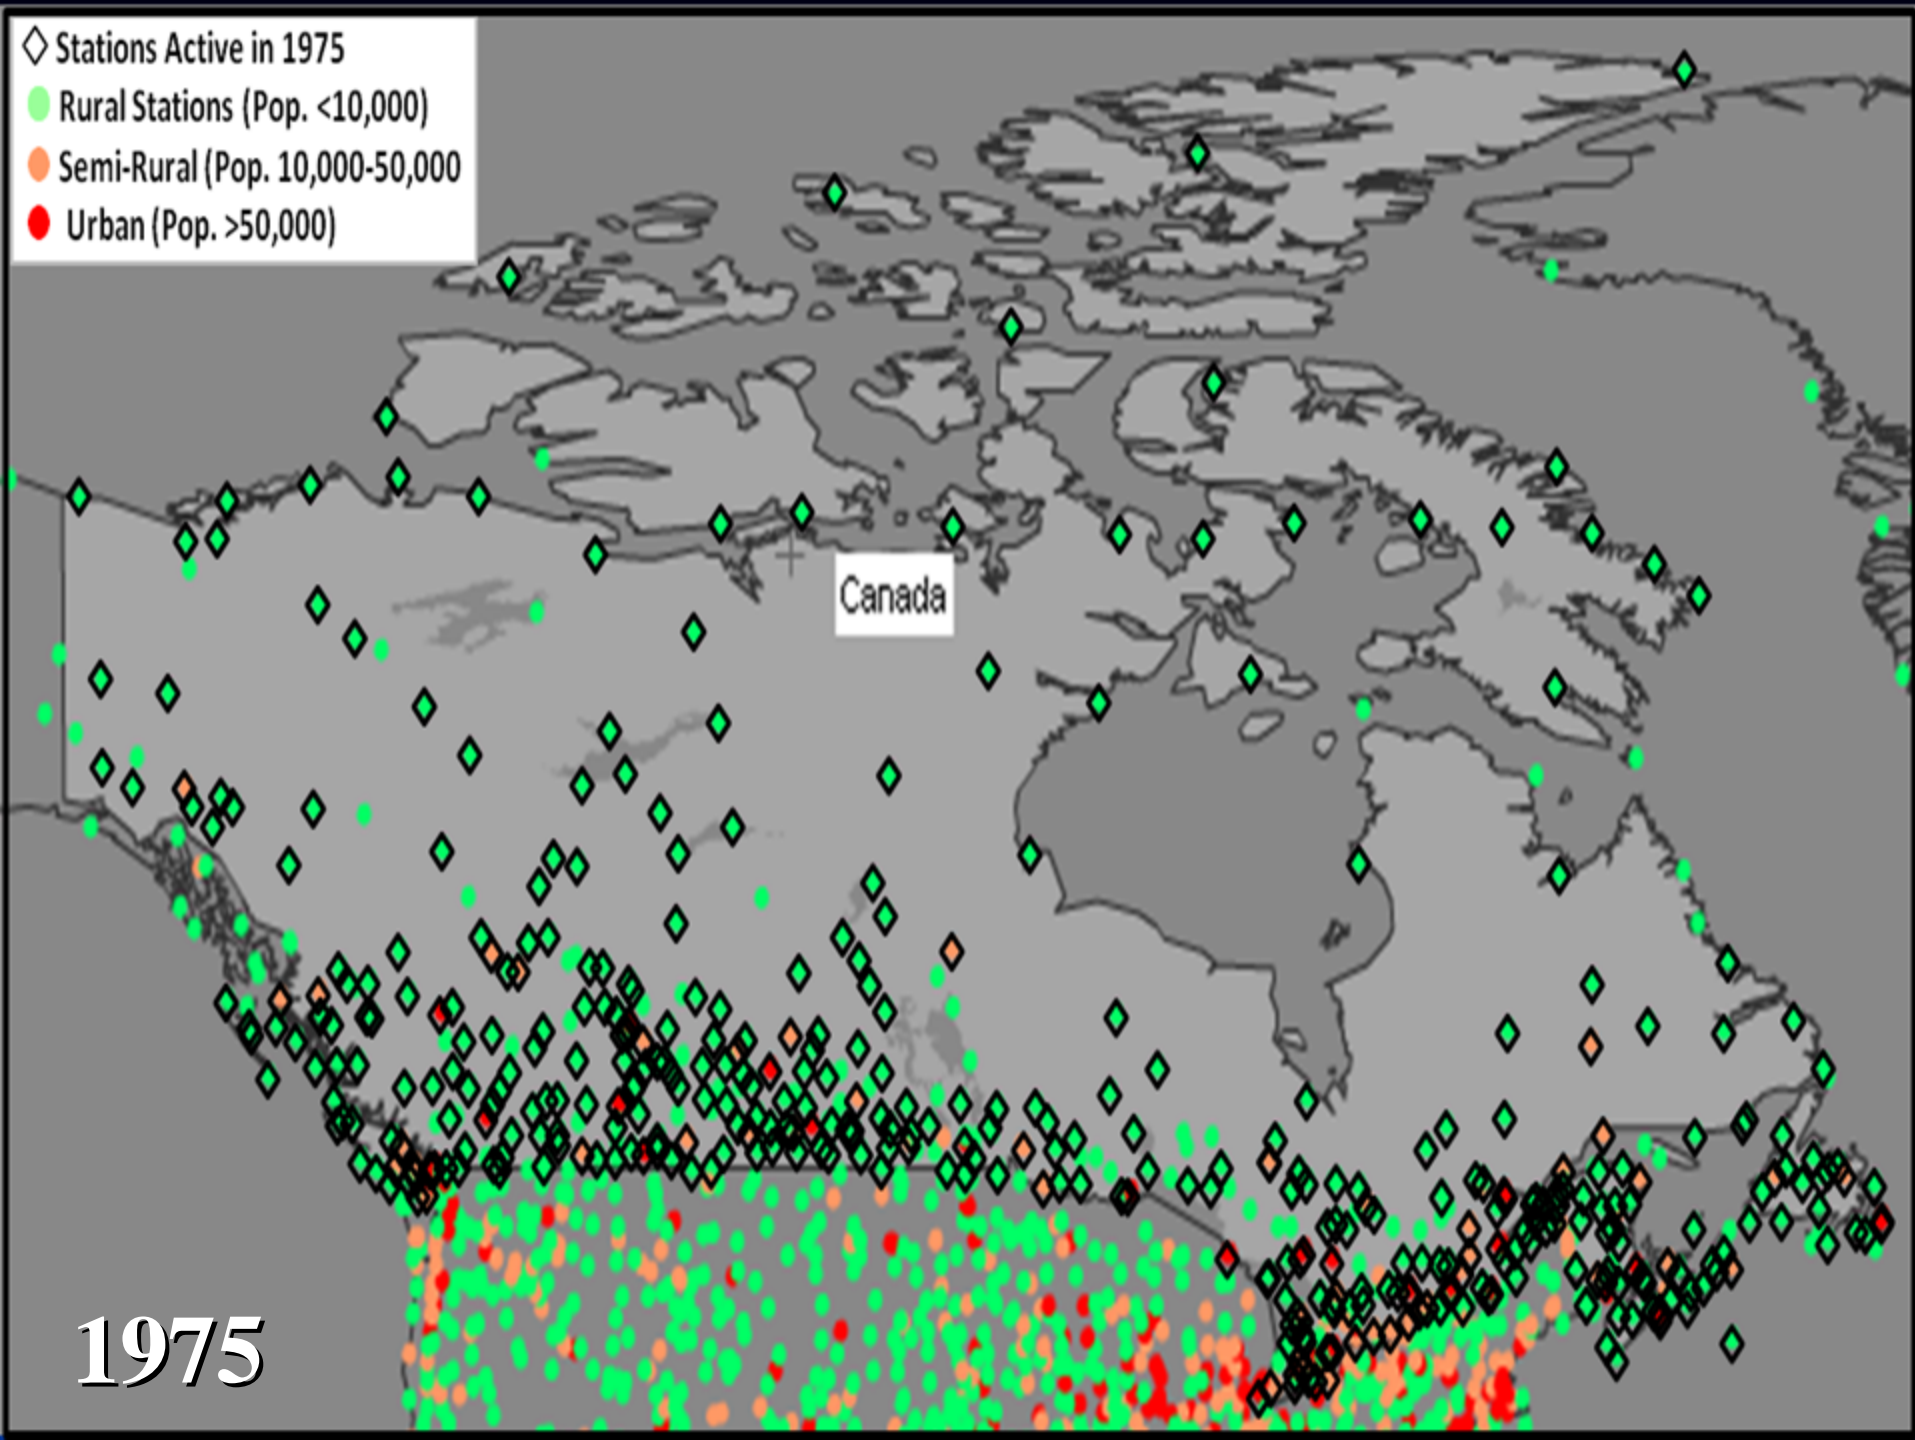 Stations Active in 1975
Rural Stations (Pop. <10,000)
Semi-Rural (Pop. 10,000-50,000
Urban (Pop. >50,000)
Canada
1975